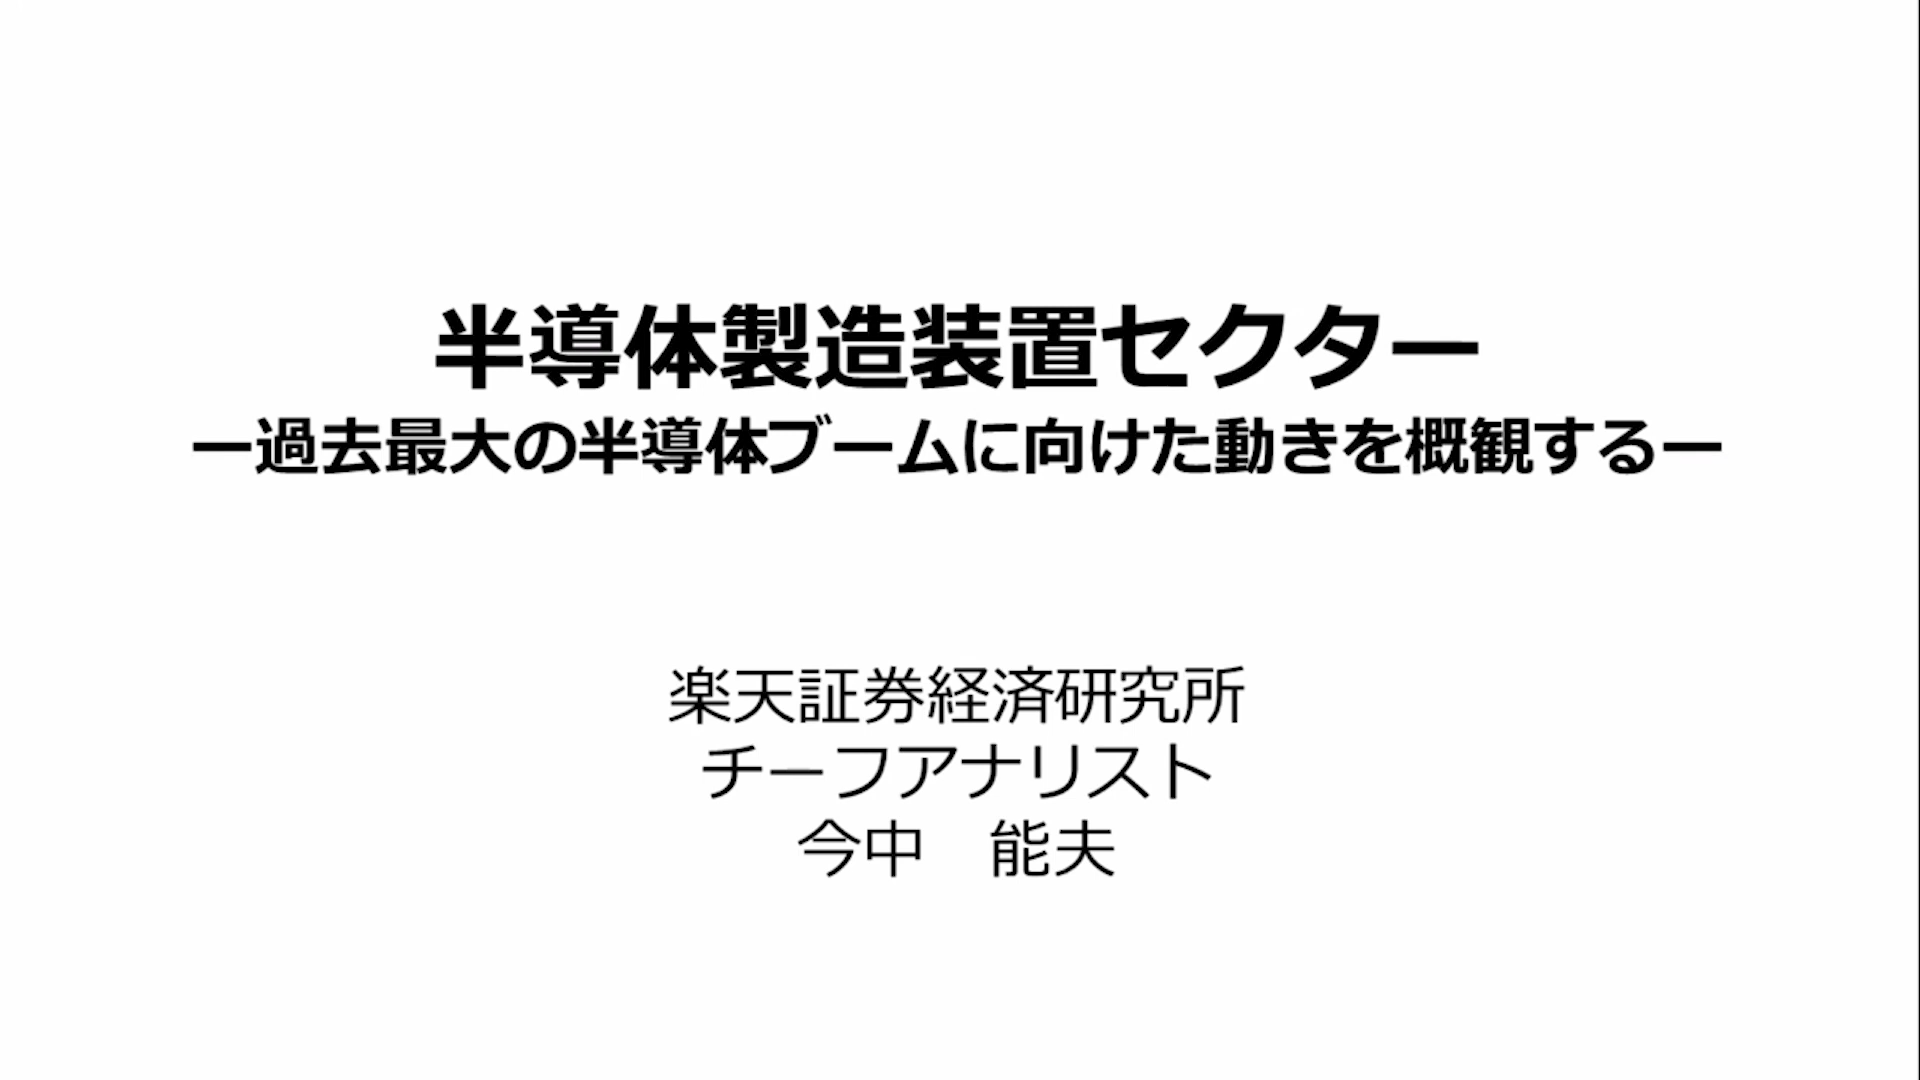 半導体製造装置セクター
ー過去最大の半導体ブームに向けた動きを概観するー
楽天証券経済研究所
チーフアナリスト
今中　能夫